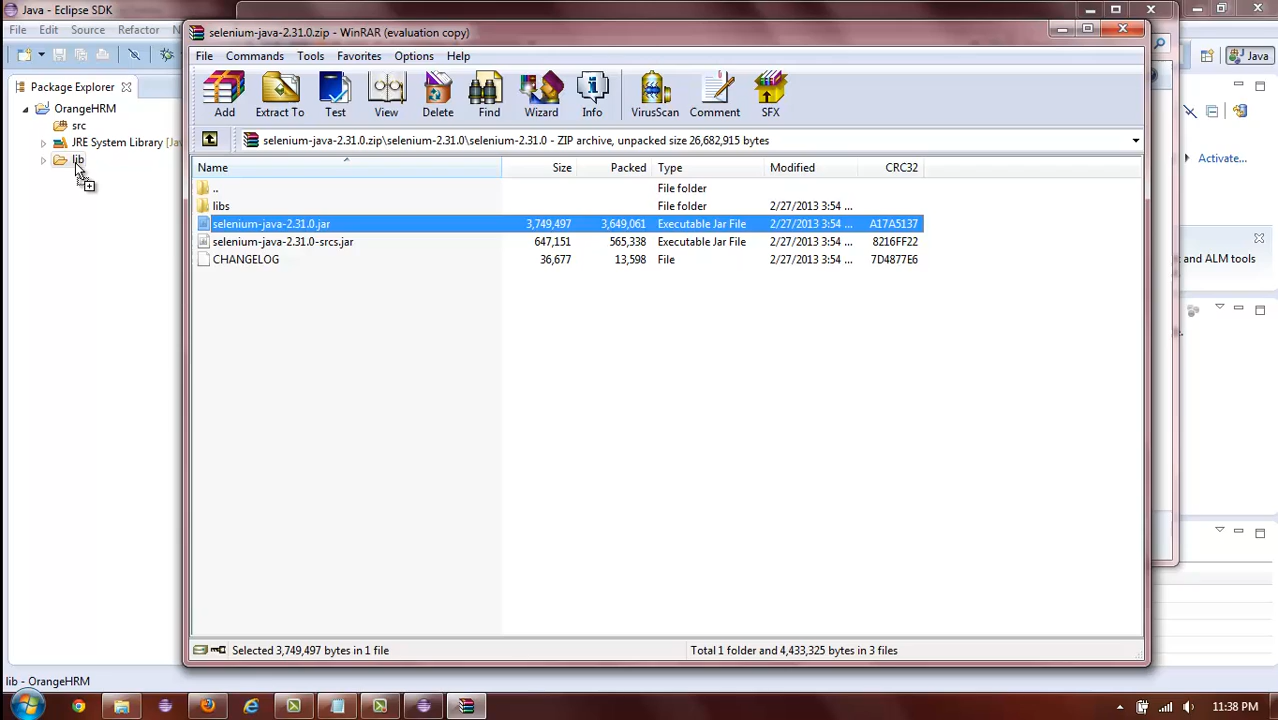 Java - Eclipse SDK
File Edit Source Refactor
Package Explorer
OrangeHRM
src
JRE System Library
lib
lib - OrangeHRM
selenium-java-2.31.0.zip - WinRAR (evaluation copy)
File Commands Tools Favorites Options Help
Add Extract To Test View Delete Find Wizard Info VirusScan Comment SFX
selenium-java-2.31.0.zip\selenium-2.31.0\selenium-2.31.0 - ZIP archive, unpacked size 26,682,915 bytes
Name Size Packed Type Modified CRC32
.. File folder
libs File folder 2/27/2013 3:54 ...
selenium-java-2.31.0.jar 3,749,497 3,649,061 Executable Jar File 2/27/2013 3:54 ... A17A5137
selenium-java-2.31.0-srcs.jar 647,151 565,338 Executable Jar File 2/27/2013 3:54 ... 8216FF22
CHANGELOG 36,677 13,598 File 2/27/2013 3:54 ... 7D4877E6
Selected 3,749,497 bytes in 1 file Total 1 folder and 4,433,325 bytes in 3 files
Java
Activate...
and ALM tools
11:38 PM